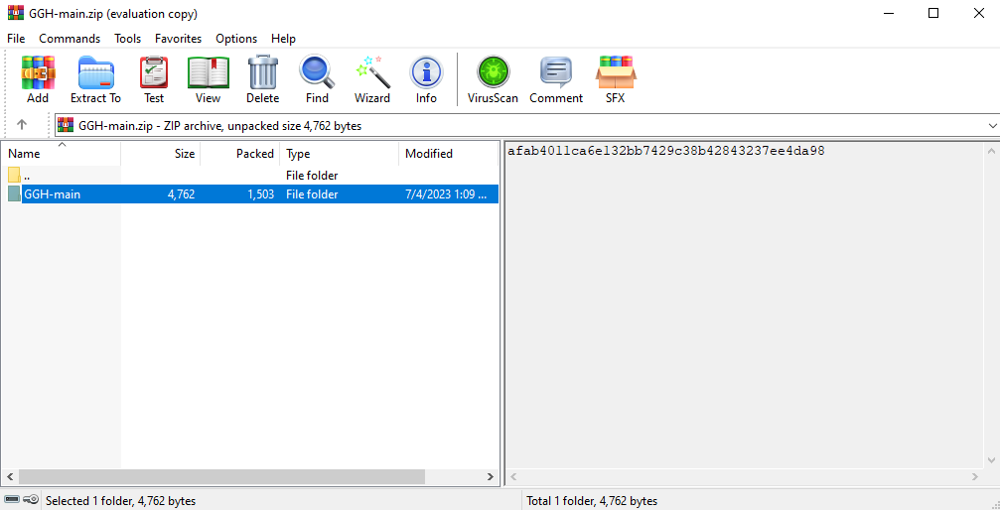 GGH-main.zip (evaluation copy)
File Commands Tools Favorites Options Help
Add Extract To Test View Delete Find Wizard Info VirusScan Comment SFX
GGH-main.zip - ZIP archive, unpacked size 4,762 bytes
Name Size Packed Type Modified
.. File folder
GGH-main 4,762 1,503 File folder 7/4/2023 1:09 ...
afab4011ca6e132bb7429c38b42843237ee4da98
Selected 1 folder, 4,762 bytes
Total 1 folder, 4,762 bytes